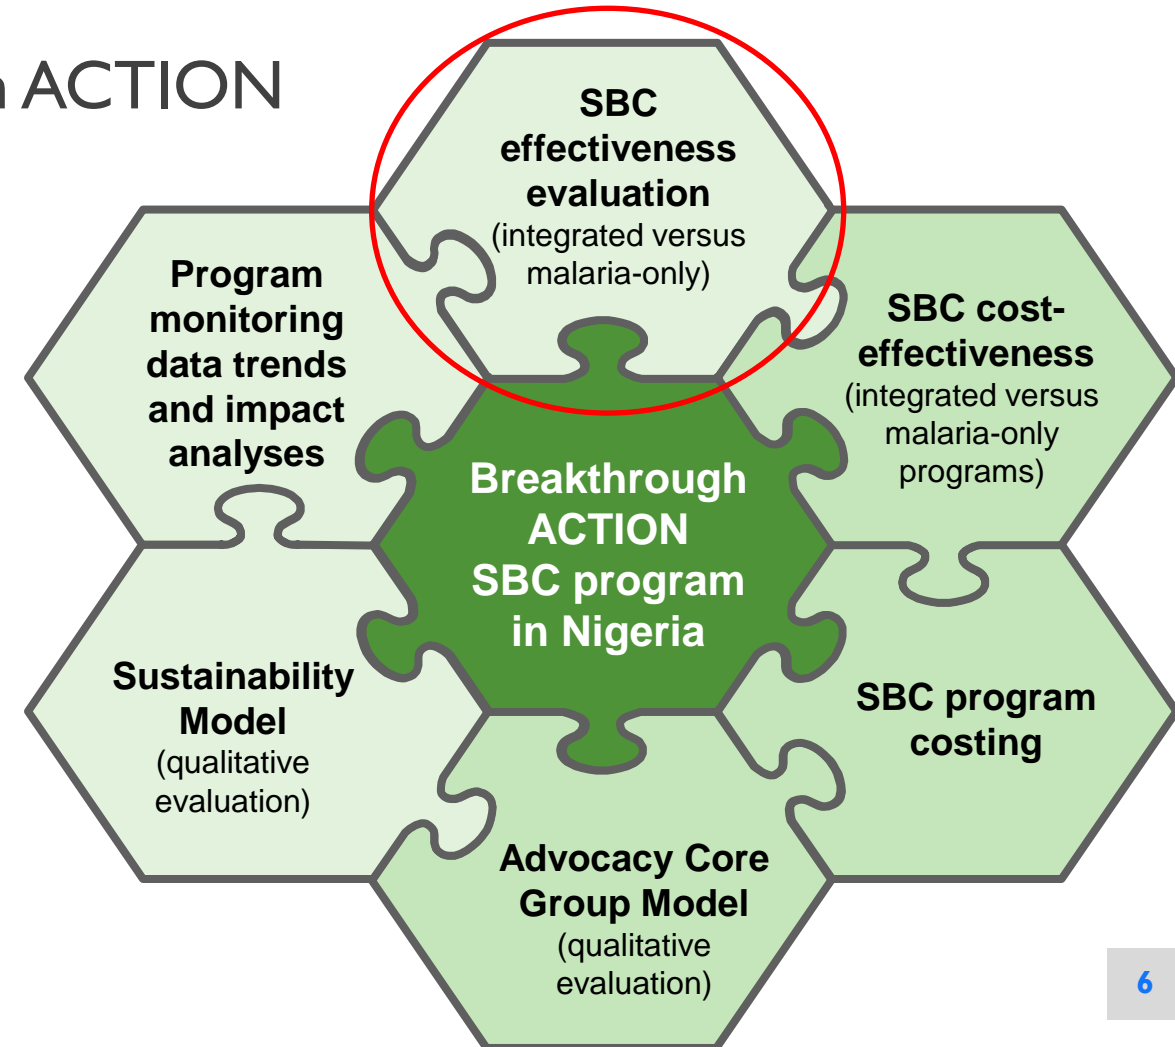 ACTION
SBC
effectiveness
evaluation
(integrated versus
malaria-only)
Program
monitoring
data trends
and impact
analyses
SBC cost-
effectiveness
(integrated versus
malaria-only
programs)
Breakthrough
ACTION
SBC program
in Nigeria
Sustainability
Model
(qualitative
evaluation)
SBC program
costing
Advocacy Core
Group Model
(qualitative
evaluation)
6